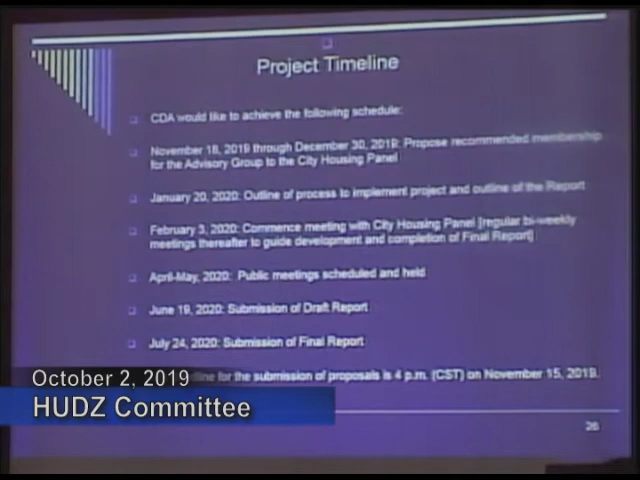 Project Timeline
CDA would like to achieve the following schedule:
November 18, 2019 through December 30, 2019: Propose recommended membership
for the Advisory Group to the City Housing Panel
January 20, 2020: Outline of process to implement project and outline of the Report
February 3, 2020: Commence meeting with City Housing Panel [regular bi-weekly
meetings thereafter to guide development and completion of Final Report]
April-May, 2020: Public meetings scheduled and held
June 19, 2020: Submission of Draft Report
July 24, 2020: Submission of Final Report
for the submission of proposals is 4 p.m. (CST) on November 15, 2019.
October 2, 2019
HUDZ Committee
26